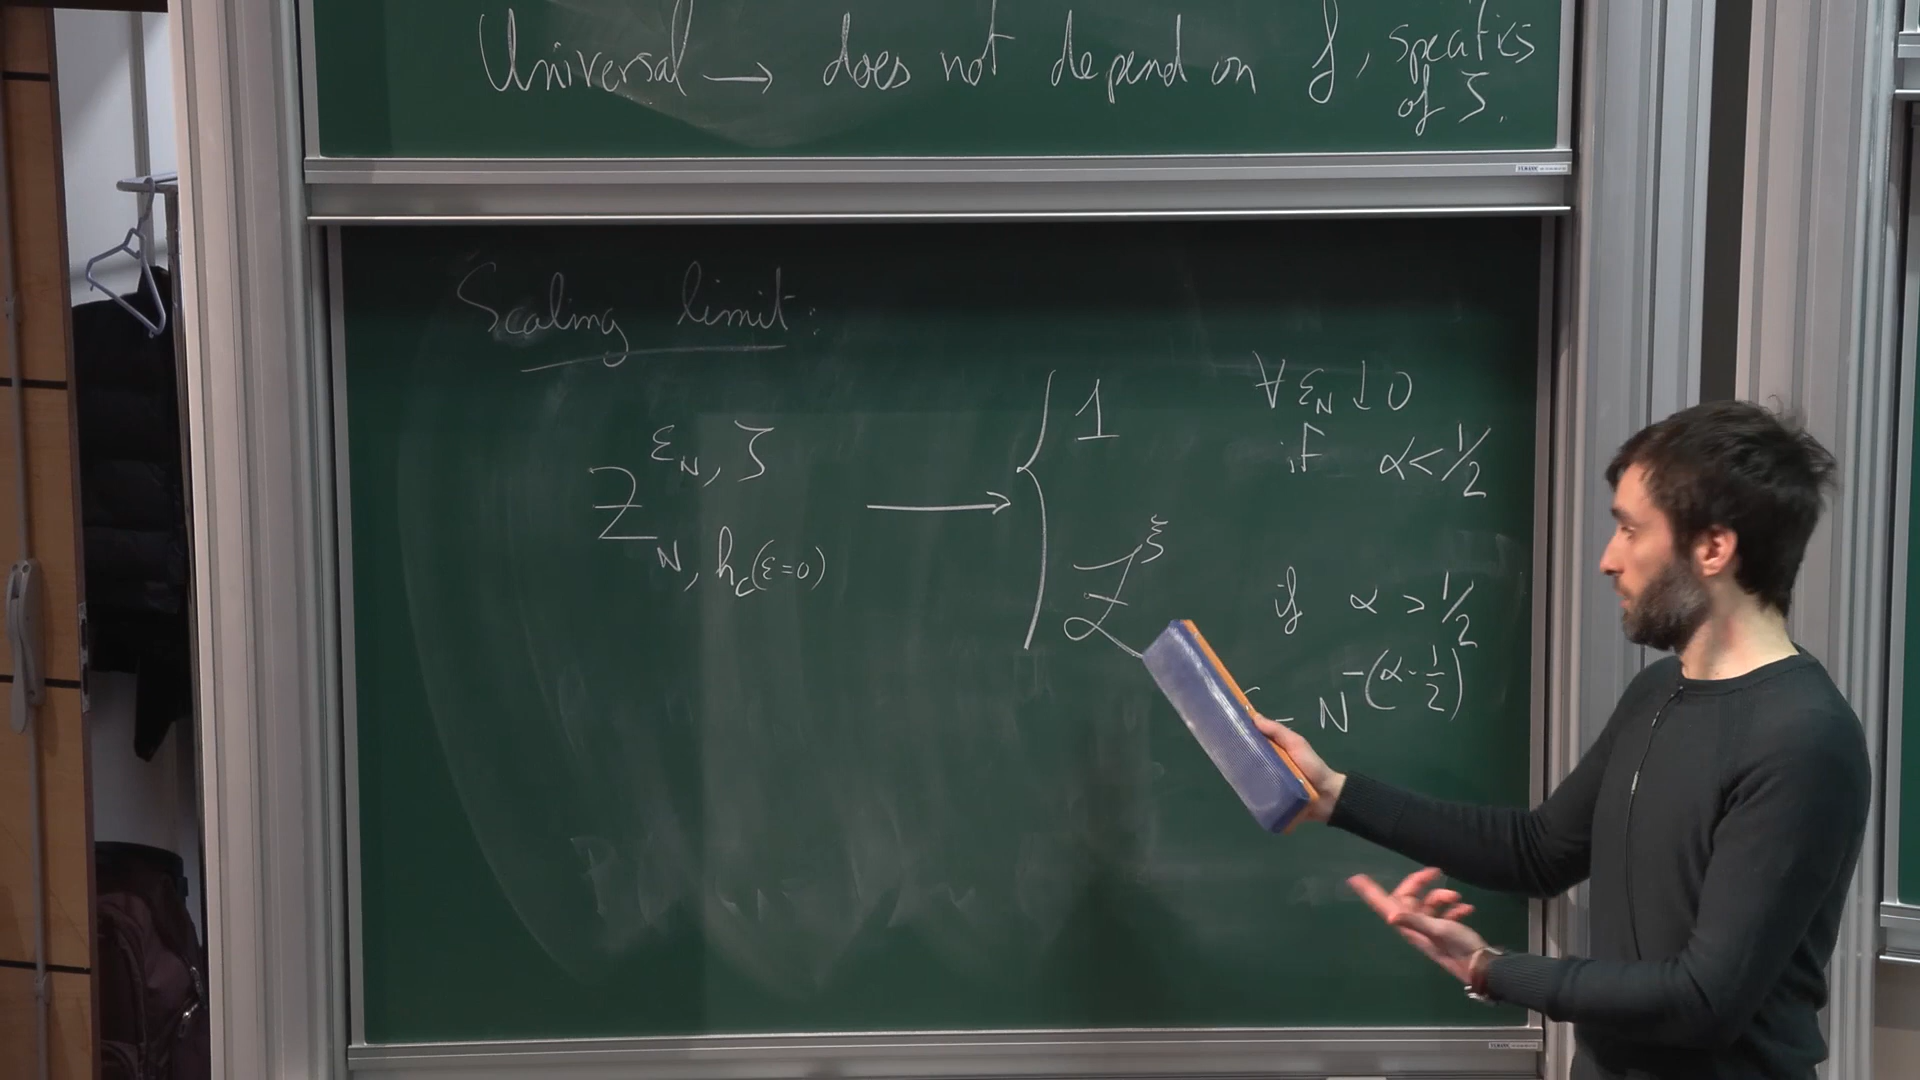 Universal → does not depend on f, specifics
of ζ.
Scaling limit:
Z_{N, h_c(ε=0)}^{ε_N, ζ} → { 1 ∀ ε_N ↓ 0
if α < 1/2
Z^ξ if α > 1/2
= N^{-(α - 1/2)}